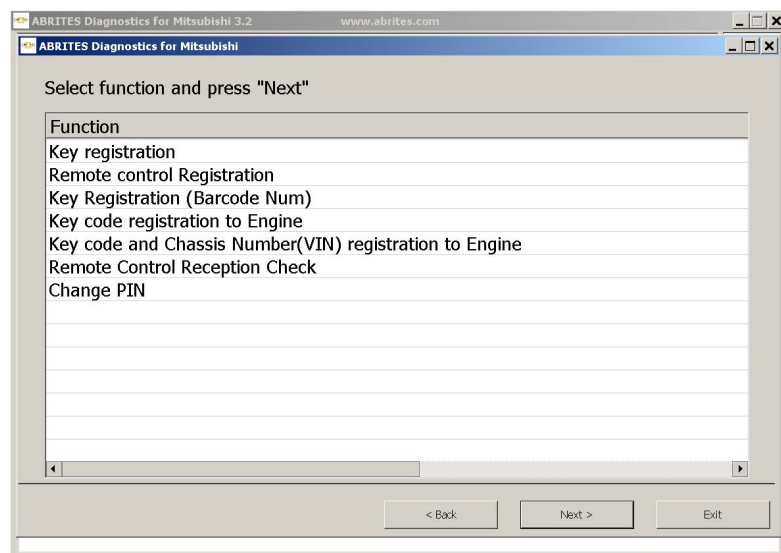 ABRITES Diagnostics for Mitsubishi 3.2 www.abrites.com
ABRITES Diagnostics for Mitsubishi
Select function and press "Next"
Function
Key registration
Remote control Registration
Key Registration (Barcode Num)
Key code registration to Engine
Key code and Chassis Number(VIN) registration to Engine
Remote Control Reception Check
Change PIN
< Back Next > Exit